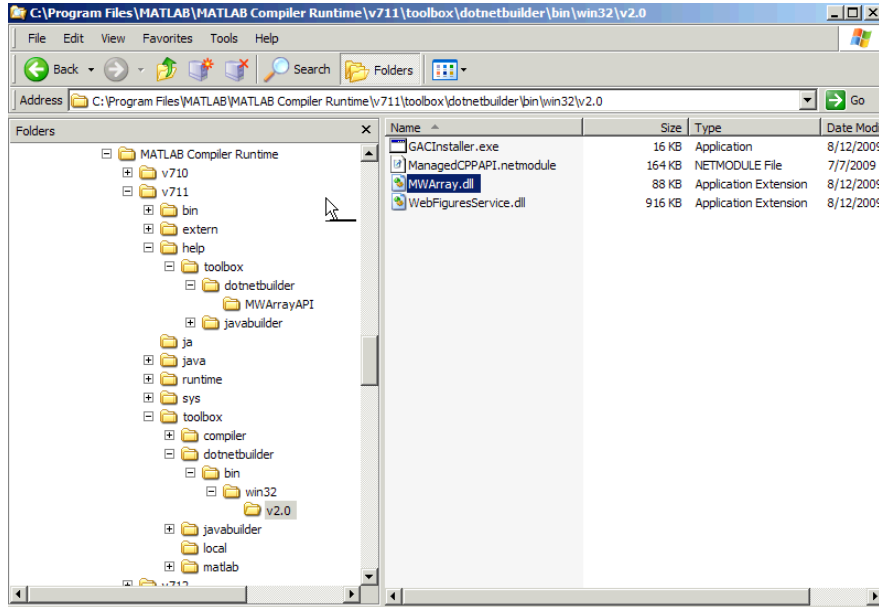 C:\Program Files\MATLAB\MATLAB Compiler Runtime\v711\toolbox\dotnetbuilder\bin\win32\v2.0
File Edit View Favorites Tools Help
Back Search Folders
Address C:\Program Files\MATLAB\MATLAB Compiler Runtime\v711\toolbox\dotnetbuilder\bin\win32\v2.0 Go
Folders x
MATLAB Compiler Runtime
v710
v711
bin
extern
help
toolbox
dotnetbuilder
MWArrayAPI
javabuilder
ja
java
runtime
sys
toolbox
compiler
dotnetbuilder
bin
win32
v2.0
javabuilder
local
matlab
v712
Name Size Type Date Modi
GACInstaller.exe 16 KB Application 8/12/2009
ManagedCPPAPI.netmodule 164 KB NETMODULE File 7/7/2009
MWArray.dll 88 KB Application Extension 8/12/2009
WebFiguresService.dll 916 KB Application Extension 8/12/2009